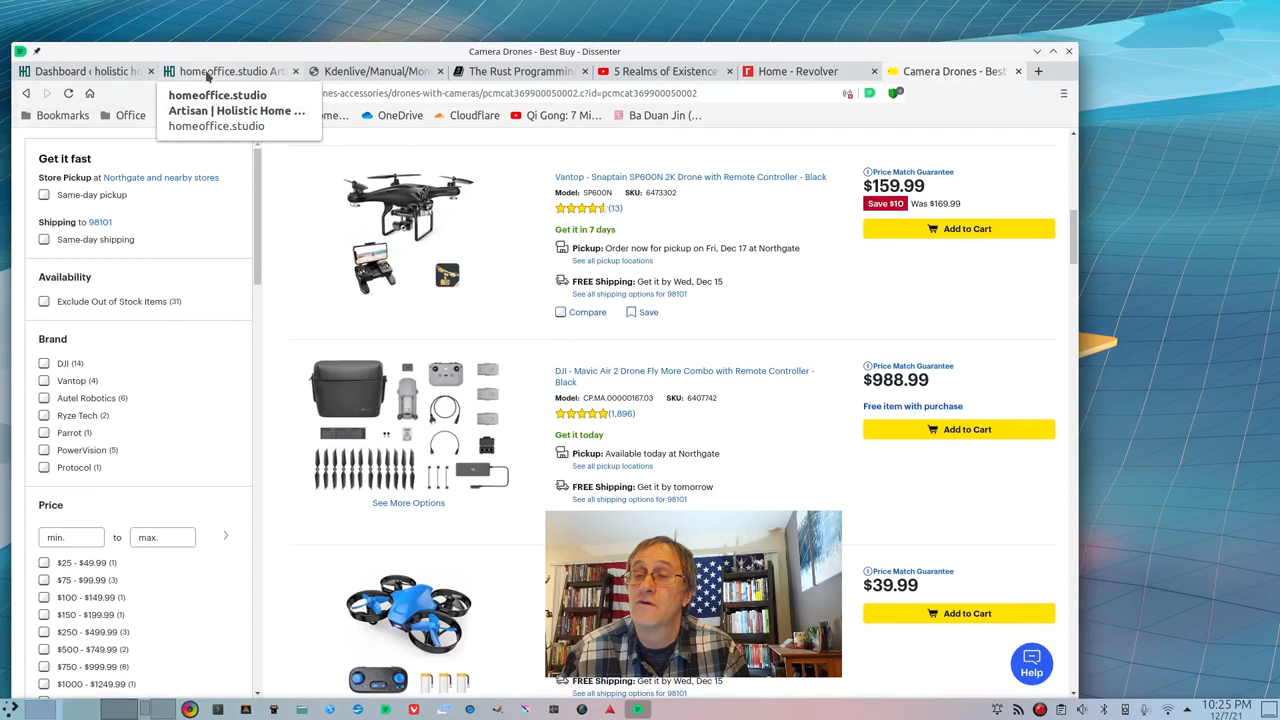 Camera Drones - Best Buy - Dissenter
Dashboard ‹ holistic h
homeoffice.studio Art
Kdenlive/Manual/Mon
The Rust Programmin
5 Realms of Existence
Home - Revolver
Camera Drones - Best
homeoffice.studio
Artisan | Holistic Home ...
homeoffice.studio
nes-accessories/drones-with-cameras/pcmcat369900050002.c?id=pcmcat369900050002
Bookmarks
Office
ome...
OneDrive
Cloudflare
Qi Gong: 7 Mi...
Ba Duan Jin (...
Get it fast
Store Pickup at Northgate and nearby stores
Same-day pickup
Shipping to 98101
Same-day shipping
Availability
Exclude Out of Stock Items (31)
Brand
DJI (14)
Vantop (4)
Autel Robotics (6)
Ryze Tech (2)
Parrot (1)
PowerVision (5)
Protocol (1)
Price
min.
to
max.
$25 - $49.99 (1)
$75 - $99.99 (3)
$100 - $149.99 (1)
$150 - $199.99 (1)
$250 - $499.99 (3)
$500 - $749.99 (2)
$750 - $999.99 (8)
$1000 - $1249.99 (1)
Vantop - Snaptain SP600N 2K Drone with Remote Controller - Black
Model: SP600N SKU: 6473302
(13)
Get it in 7 days
Pickup: Order now for pickup on Fri, Dec 17 at Northgate
See all pickup locations
FREE Shipping: Get it by Wed, Dec 15
See all shipping options for 98101
Compare
Save
Price Match Guarantee
$159.99
Save $10 Was $169.99
Add to Cart
See More Options
DJI - Mavic Air 2 Drone Fly More Combo with Remote Controller -
Black
Model: CP.MA.00000167.03 SKU: 6407742
(1,896)
Get it today
Pickup: Available today at Northgate
See all pickup locations
FREE Shipping: Get it by tomorrow
See all shipping options for 98101
Price Match Guarantee
$988.99
Free item with purchase
Add to Cart
Price Match Guarantee
$39.99
Add to Cart
FREE Shipping: Get it by Wed, Dec 15
See all shipping options for 98101
Help
10:25 PM
12/7/21